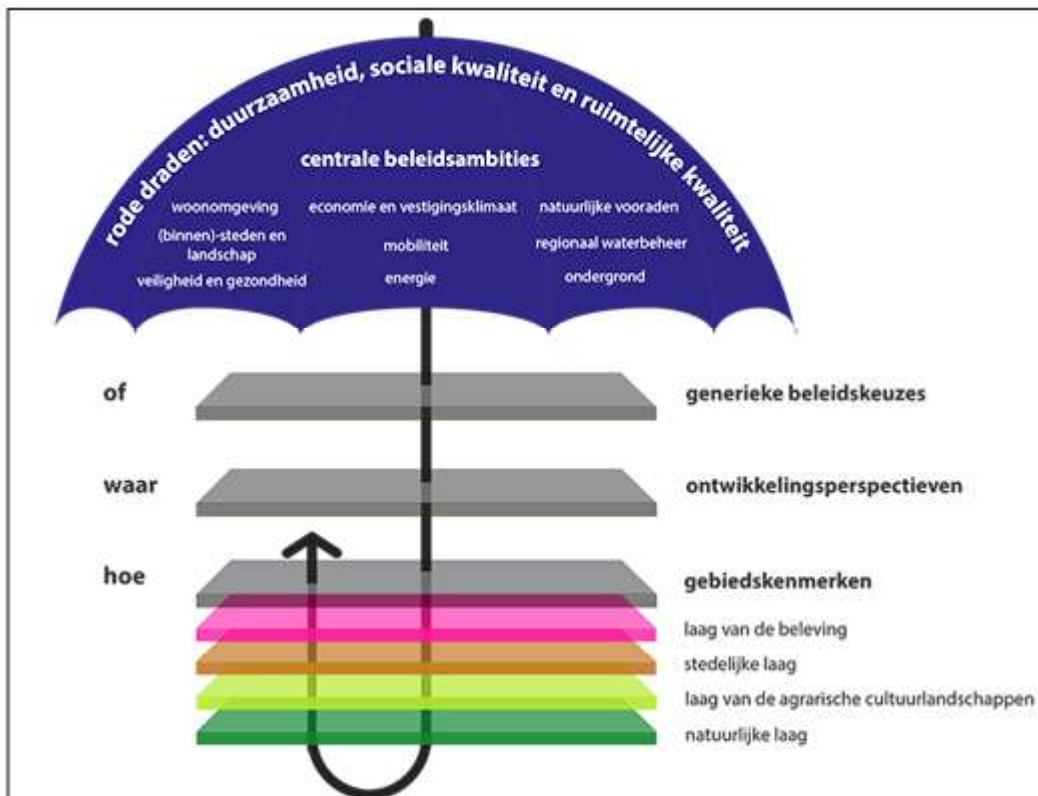 rode draden: duurzaamheid, sociale kwaliteit en ruimtelijke kwaliteit
centrale beleidsambities
woonomgeving
economie en vestigingsklimaat
natuurlijke vooraden
(binnen)-steden en
landschap
mobiliteit
regionaal waterbeheer
veiligheid en gezondheid
energie
ondergrond
of
generieke beleidskeuzes
waar
ontwikkelingsperspectieven
hoe
gebiedskenmerken
laag van de beleving
stedelijke laag
laag van de agrarische cultuurlandschappen
natuurlijke laag